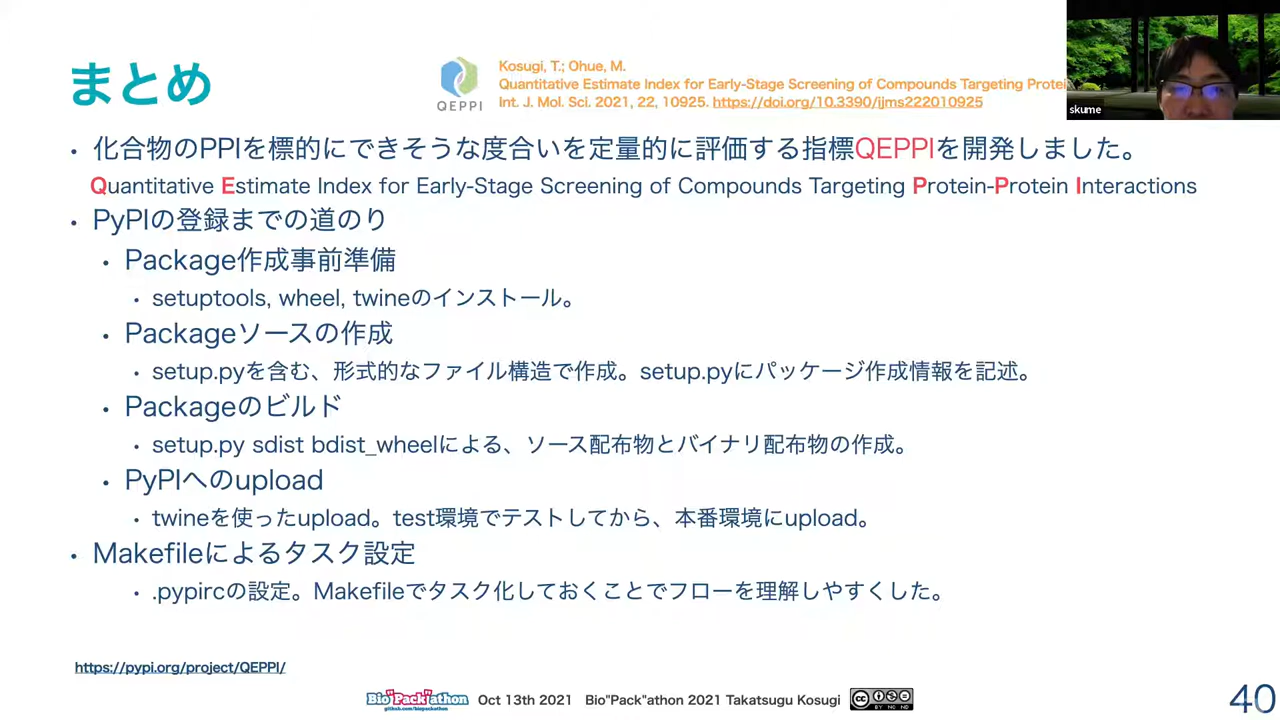 まとめ
QEPPI
Kosugi, T.; Ohue, M.
Quantitative Estimate Index for Early-Stage Screening of Compounds Targeting Protein
Int. J. Mol. Sci. 2021, 22, 10925. https://doi.org/10.3390/ijms222010925
skume
• 化合物のPPIを標的にできそうな度合いを定量的に評価する指標QEPPIを開発しました。
Quantitative Estimate Index for Early-Stage Screening of Compounds Targeting Protein-Protein Interactions
• PyPIの登録までの道のり
• Package作成事前準備
• setuptools, wheel, twineのインストール。
• Packageソースの作成
• setup.pyを含む、形式的なファイル構造で作成。setup.pyにパッケージ作成情報を記述。
• Packageのビルド
• setup.py sdist bdist_wheelによる、ソース配布物とバイナリ配布物の作成。
• PyPIへのupload
• twineを使ったupload。test環境でテストしてから、本番環境にupload。
• Makefileによるタスク設定
• .pypircの設定。Makefileでタスク化しておくことでフローを理解しやすくした。
https://pypi.org/project/QEPPI/
Bio"Pack"athon
github.com/biopackathon
Oct 13th 2021 Bio"Pack"athon 2021 Takatsugu Kosugi
cc BY NC ND
40